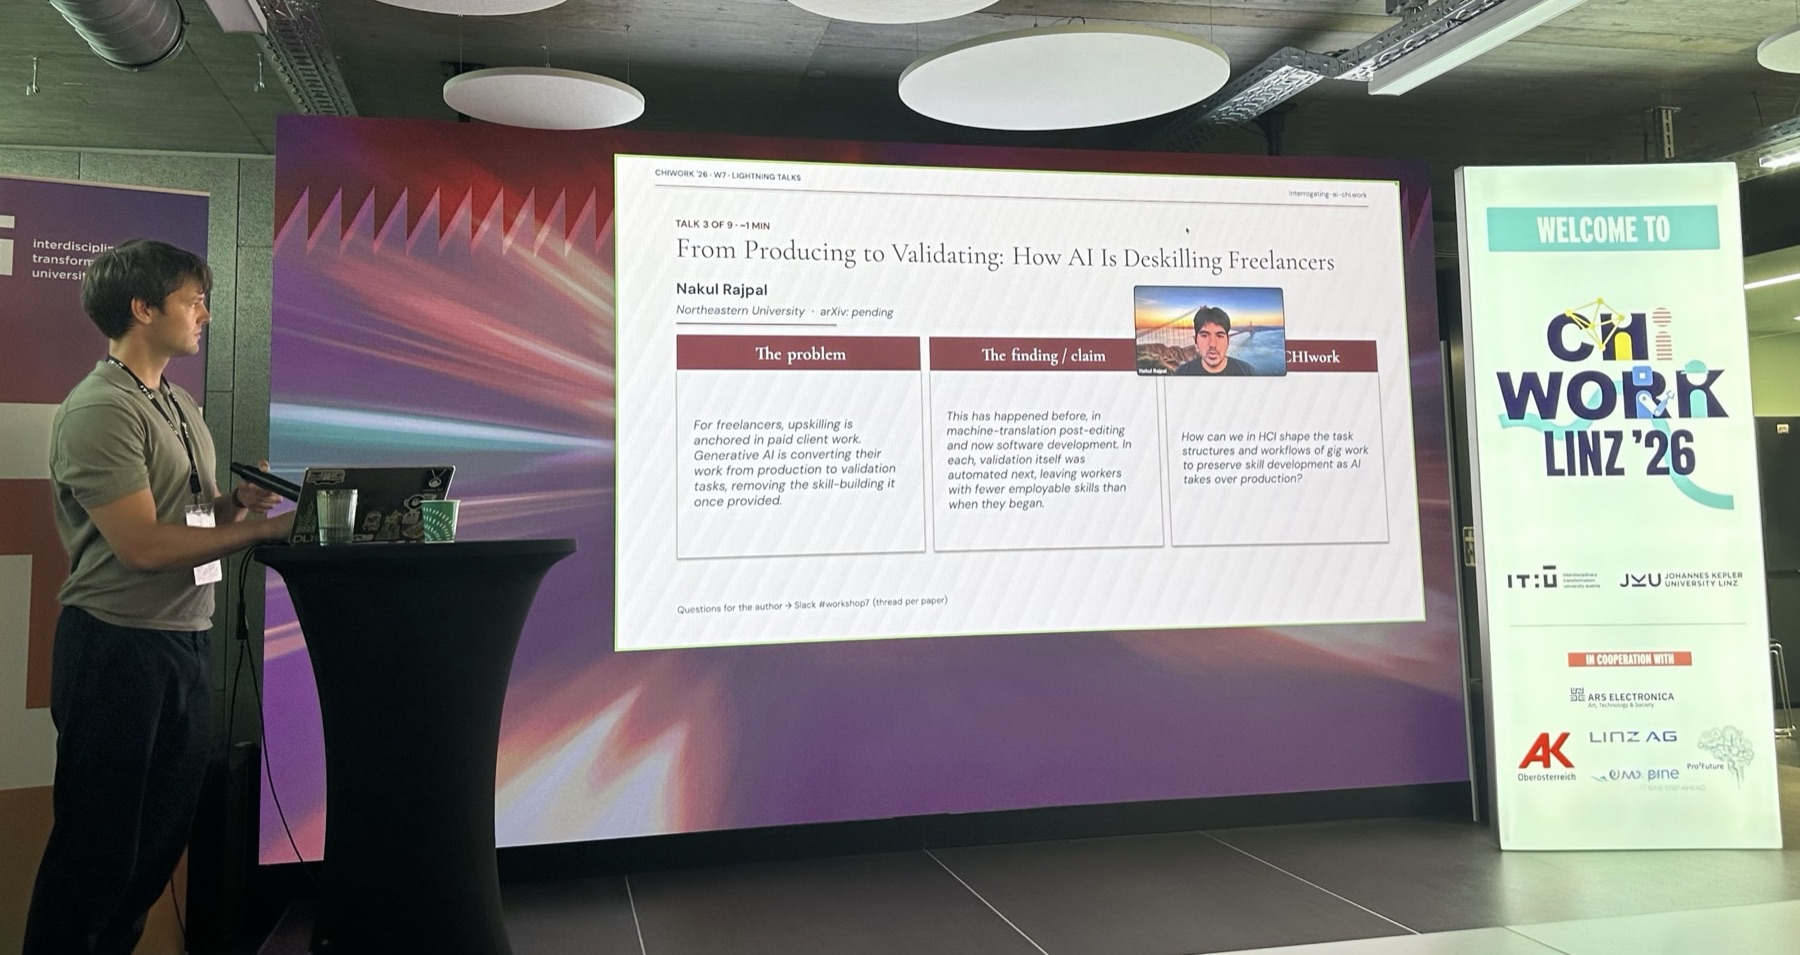 interdiscipli
transform
universit
CHIWORK '26 · W7 · LIGHTNING TALKS
interrogating-ai-chi.work
TALK 3 OF 9 · ~1 MIN
From Producing to Validating: How AI Is Deskilling Freelancers
Nakul Rajpal
Northeastern University · arXiv: pending
The problem
For freelancers, upskilling is
anchored in paid client work.
Generative AI is converting their
work from production to validation
tasks, removing the skill-building it
once provided.
The finding / claim
This has happened before, in
machine-translation post-editing
and now software development. In
each, validation itself was
automated next, leaving workers
with fewer employable skills than
when they began.
Nakul Rajpal
CHIwork
How can we in HCI shape the task
structures and workflows of gig work
to preserve skill development as AI
takes over production?
Questions for the author → Slack #workshop7 (thread per paper)
WELCOME TO
CHI
WORK
LINZ '26
IT:Ū
JKU JOHANNES KEPLER
UNIVERSITY LINZ
IN COOPERATION WITH
ARS ELECTRONICA
Art, Technology & Society
AK
Oberösterreich
LINZ AG
Pro²Future